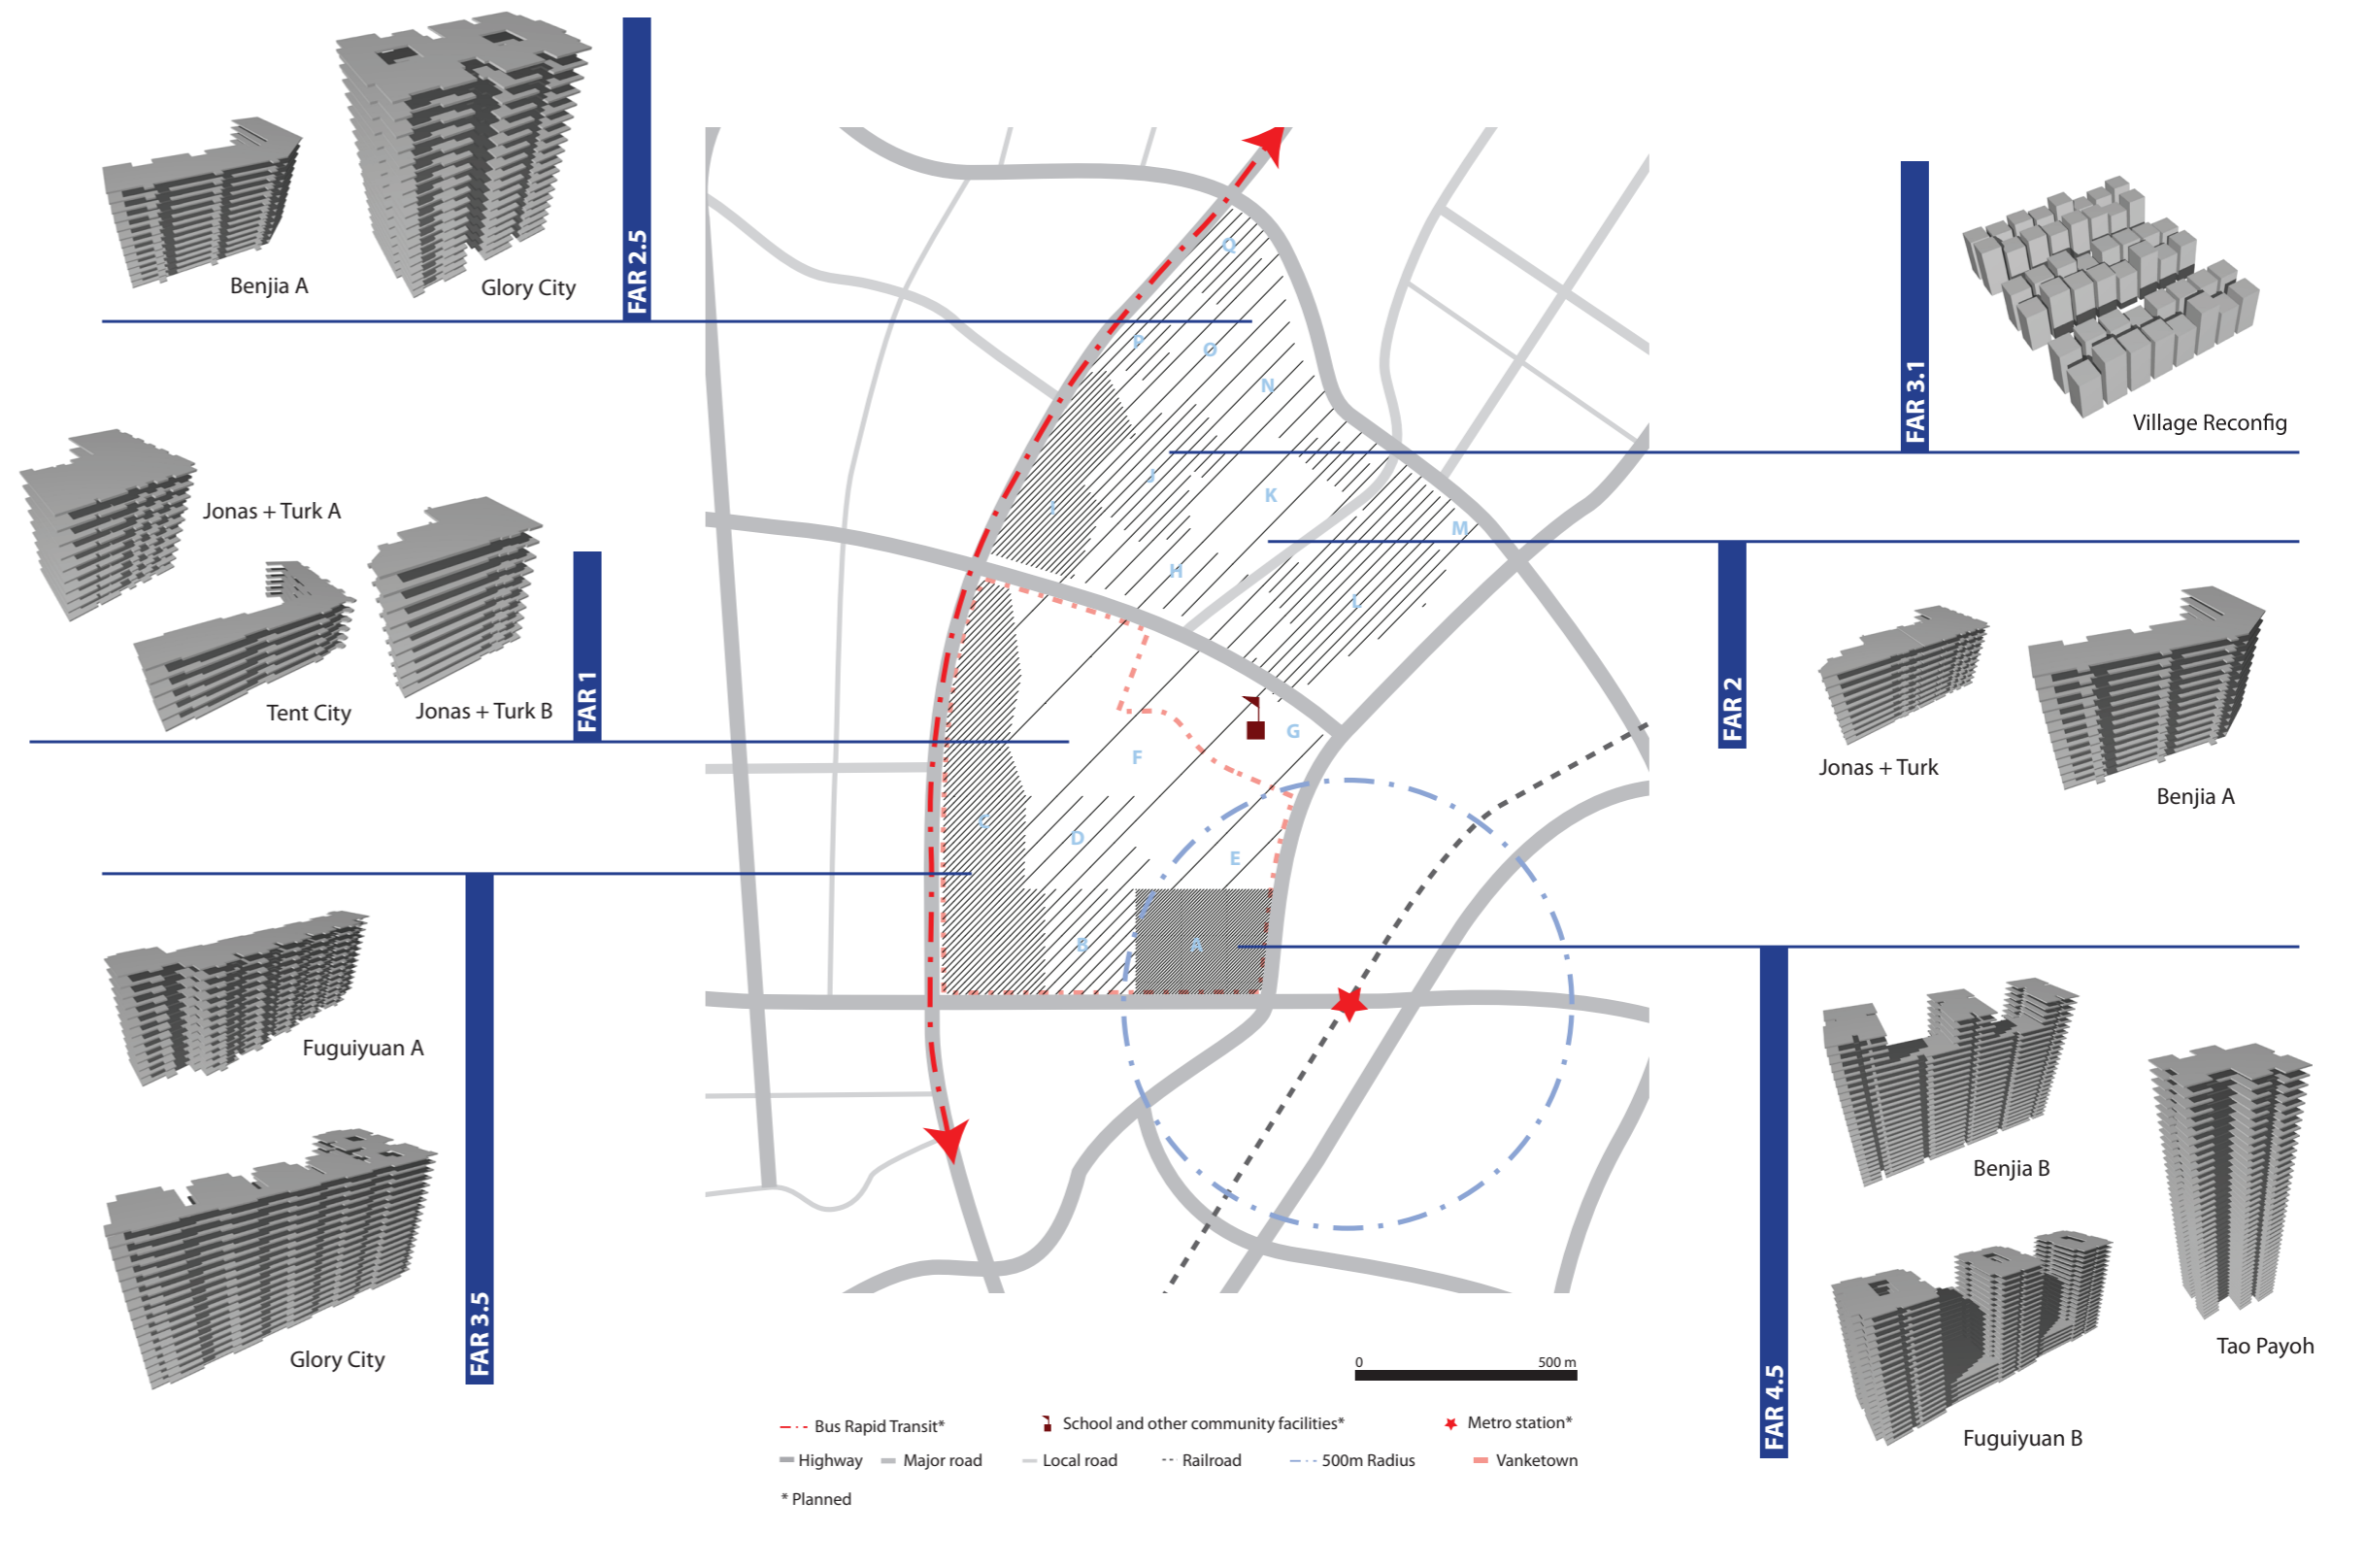 Benjia A
Glory City
FAR 2.5
Jonas + Turk A
Tent City
Jonas + Turk B
FAR 1
Fuguiyuan A
Glory City
FAR 3.5
Q
P
O
N
J
K
I
M
H
L
G
F
C
D
E
B
A
FAR 3.1
Village Reconfig
FAR 2
Jonas + Turk
Benjia A
FAR 4.5
Benjia B
Tao Payoh
Fuguiyuan B
0 500 m
Bus Rapid Transit* School and other community facilities* Metro station*
Highway Major road Local road Railroad 500m Radius Vanketown
* Planned